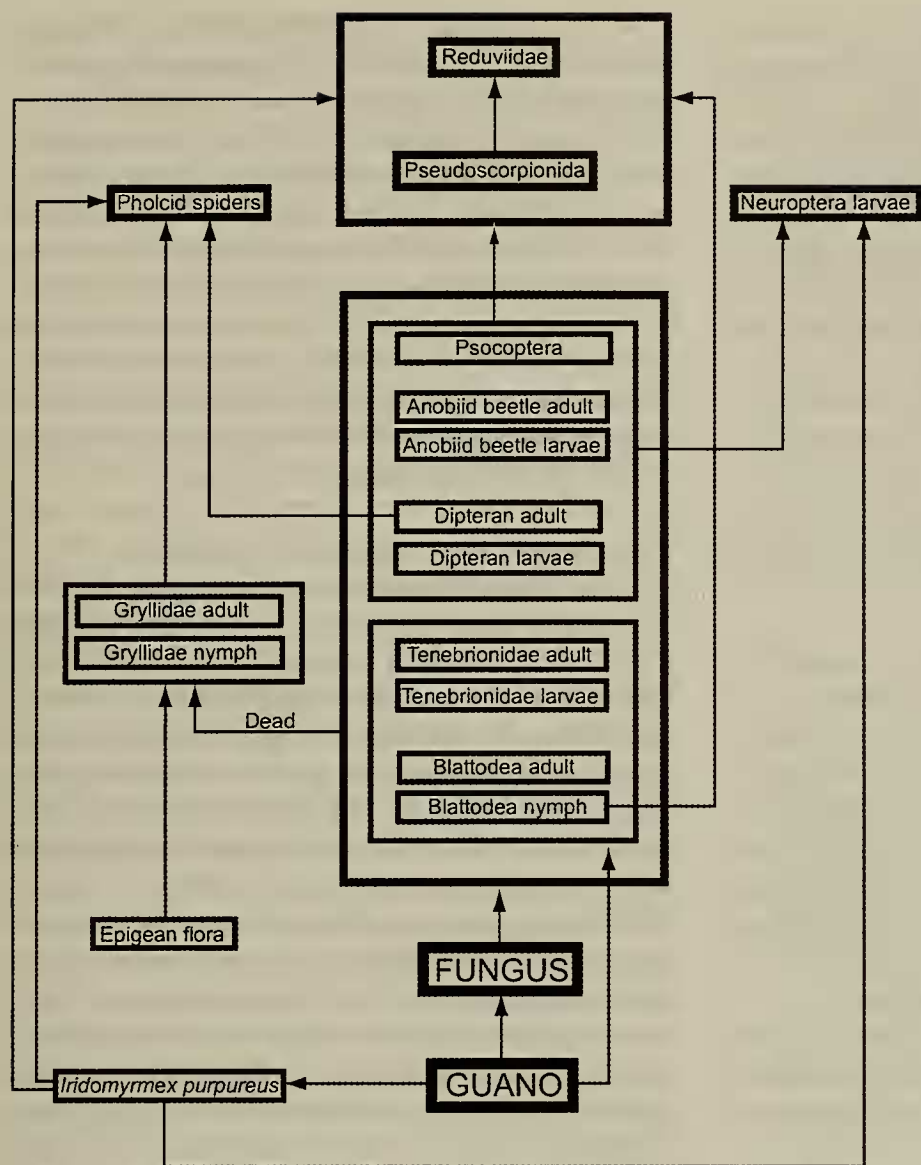 Reduviidae
Pseudoscorpionida
Pholcid spiders
Neuroptera larvae
Psocoptera
Anobiid beetle adult
Anobiid beetle larvae
Dipteran adult
Dipteran larvae
Gryllidae adult
Gryllidae nymph
Tenebrionidae adult
Tenebrionidae larvae
Dead
Blattodea adult
Blattodea nymph
Epigean flora
FUNGUS
Iridomyrmex purpureus
GUANO